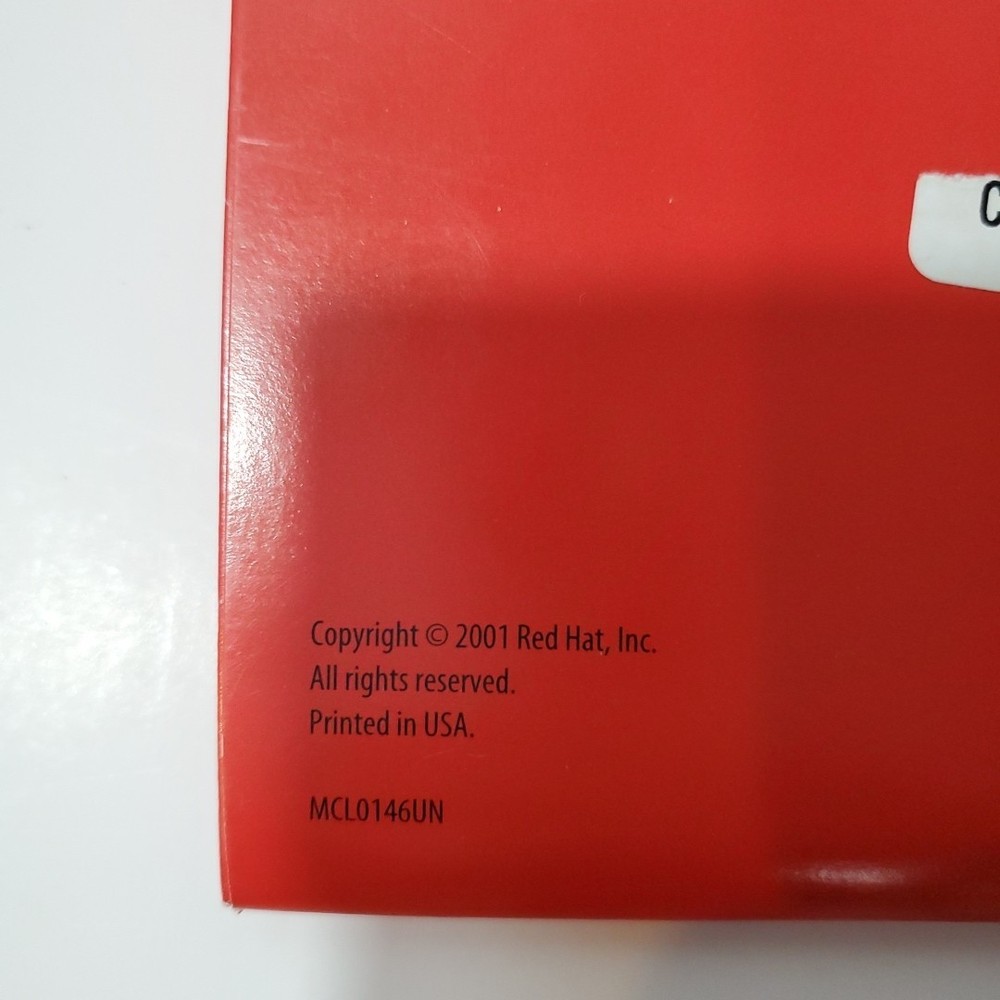 C
Copyright © 2001 Red Hat, Inc.
All rights reserved.
Printed in USA.
MCL0146UN